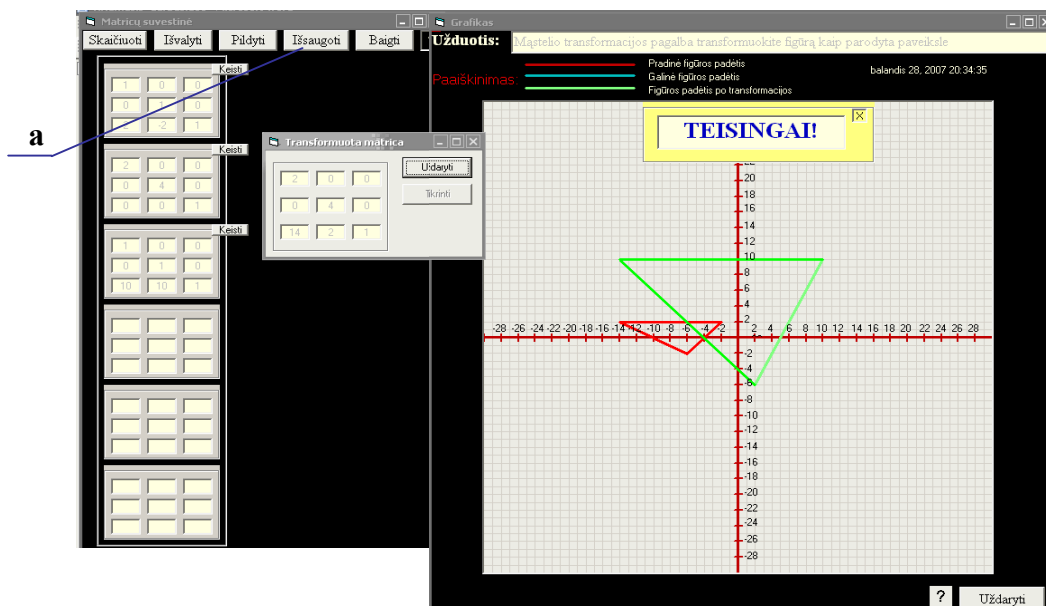 Matricų suvestinė
Skaičiuoti Išvalyti Pildyti Išsaugoti Baigti
a
Keisti
1 0 0
0 1 0
2 -2 1
Keisti
2 0 0
0 4 0
0 0 1
Keisti
1 0 0
0 1 0
10 10 1
Transformuota matrica
2 0 0
0 4 0
14 2 1
Uždaryti
Tikrinti
Grafikas
Užduotis: Mąstelio transformacijos pagalba transformuokite figūrą kaip parodyta paveiksle
Paaiškinimas:
Pradinė figūros padėtis
Galinė figūros padėtis
Figūros padėtis po transformacijos
balandis 28, 2007 20:34:35
TEISINGAI!
22
20
18
16
14
12
10
8
6
4
2
-28 -26 -24 -22 -20 -18 -16 -14 -12 -10 -8 -6 -4 -2 2 4 6 8 10 12 14 16 18 20 22 24 26 28
-2
-4
-6
-8
-10
-12
-14
-16
-18
-20
-22
-24
-26
-28
? Uždaryti